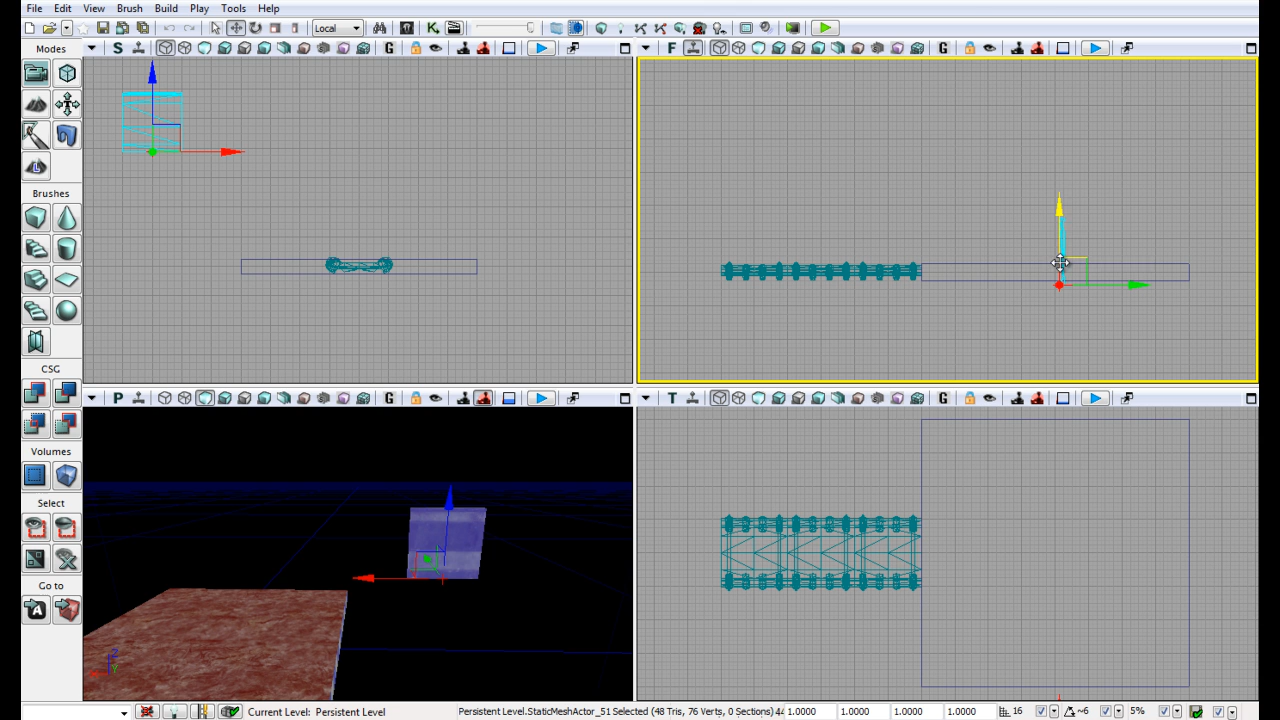 File Edit View Brush Build Play Tools Help
Local
Modes
S
G
F
G
Brushes
CSG
P
G
T
G
Volumes
Select
Go to
A
Z
Y
Current Level: Persistent Level
Persistent Level.StaticMeshActor_51 Selected (48 Tris, 76 Verts, 0 Sections)
1.0000
1.0000
1.0000
1.0000
16
~6
5%